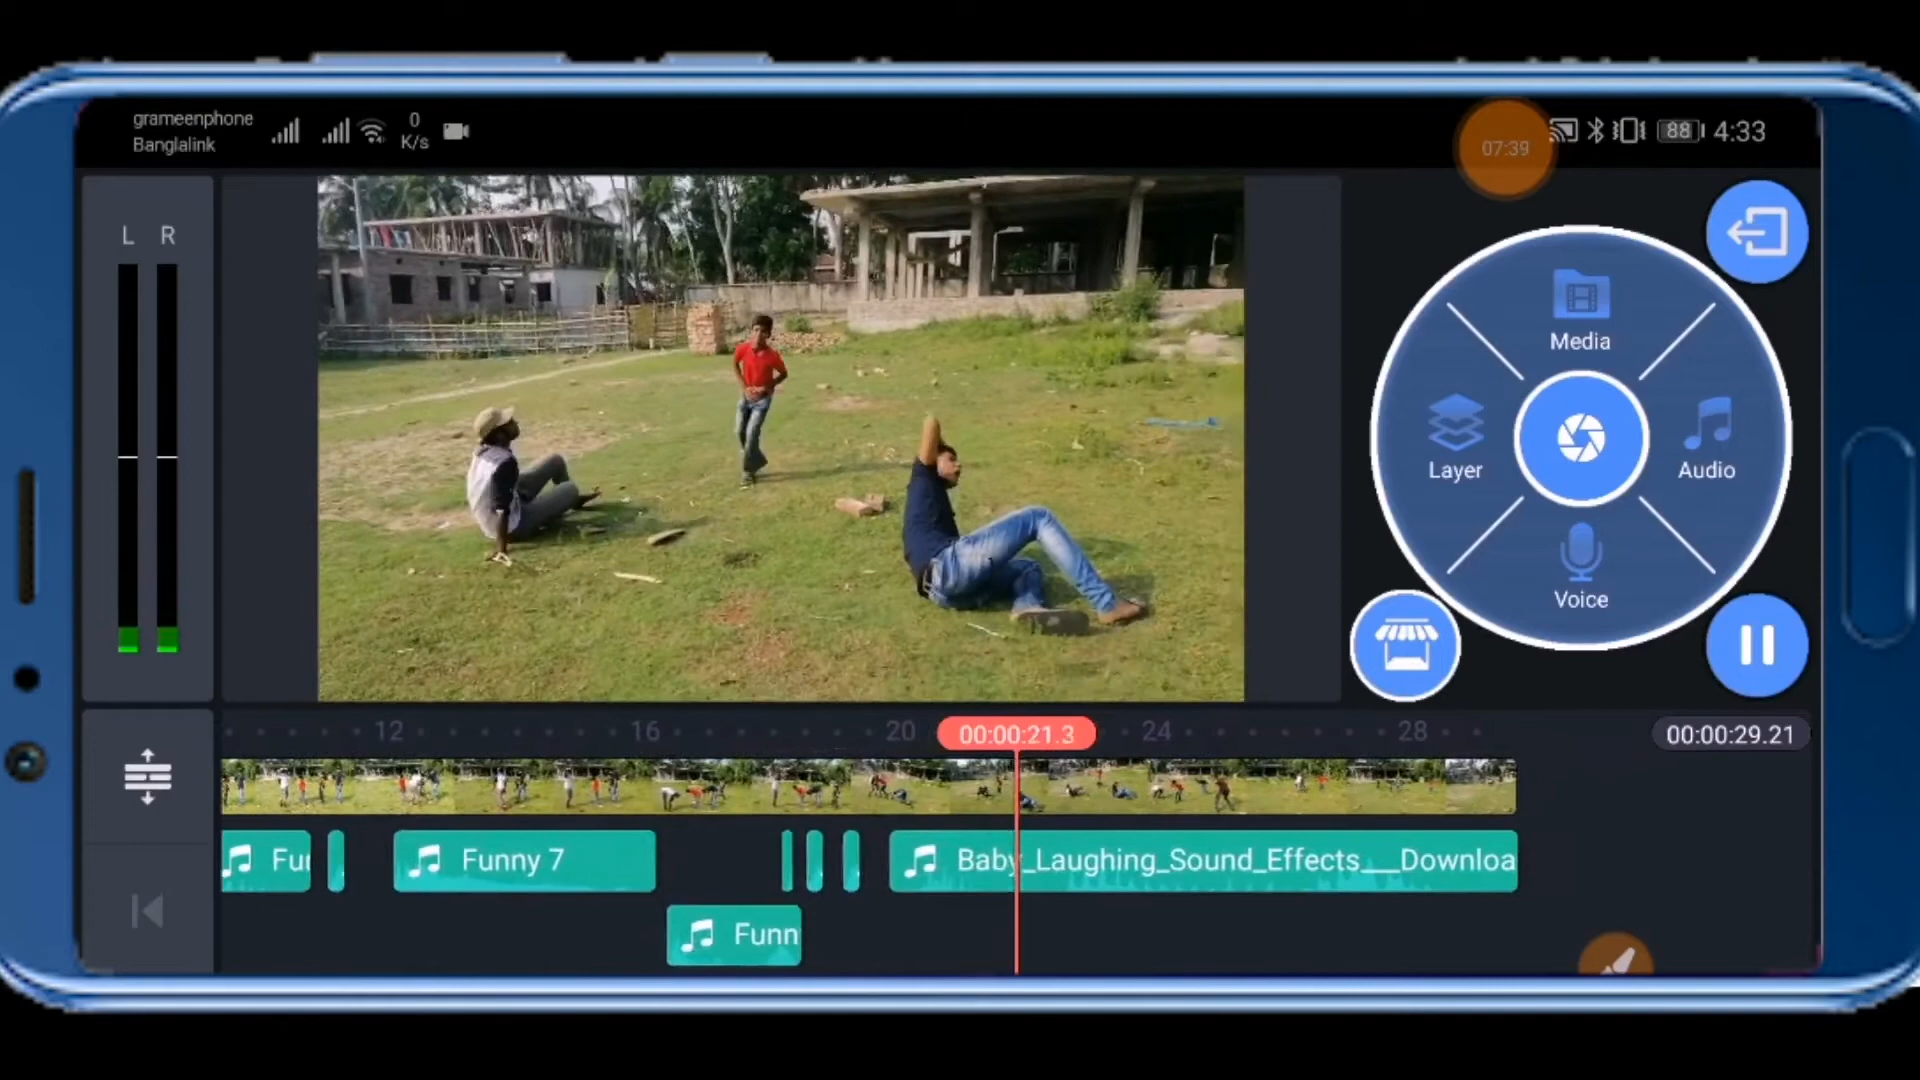 grameenphone
Banglalink
0
K/s
07:39
88
4:33
L R
Media
Layer
Audio
Voice
12
16
20
00:00:21.3
24
28
00:00:29.21
Fu
Funny 7
Baby_Laughing_Sound_Effects___Downloa
Funn